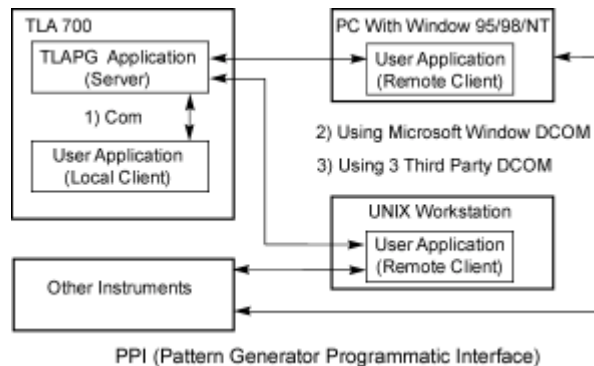 TLA 700
TLAPG Application
(Server)
1) Com
User Application
(Local Client)
PC With Window 95/98/NT
User Application
(Remote Client)
2) Using Microsoft Window DCOM
3) Using 3 Third Party DCOM
UNIX Workstation
User Application
(Remote Client)
Other Instruments
PPI (Pattern Generator Programmatic Interface)